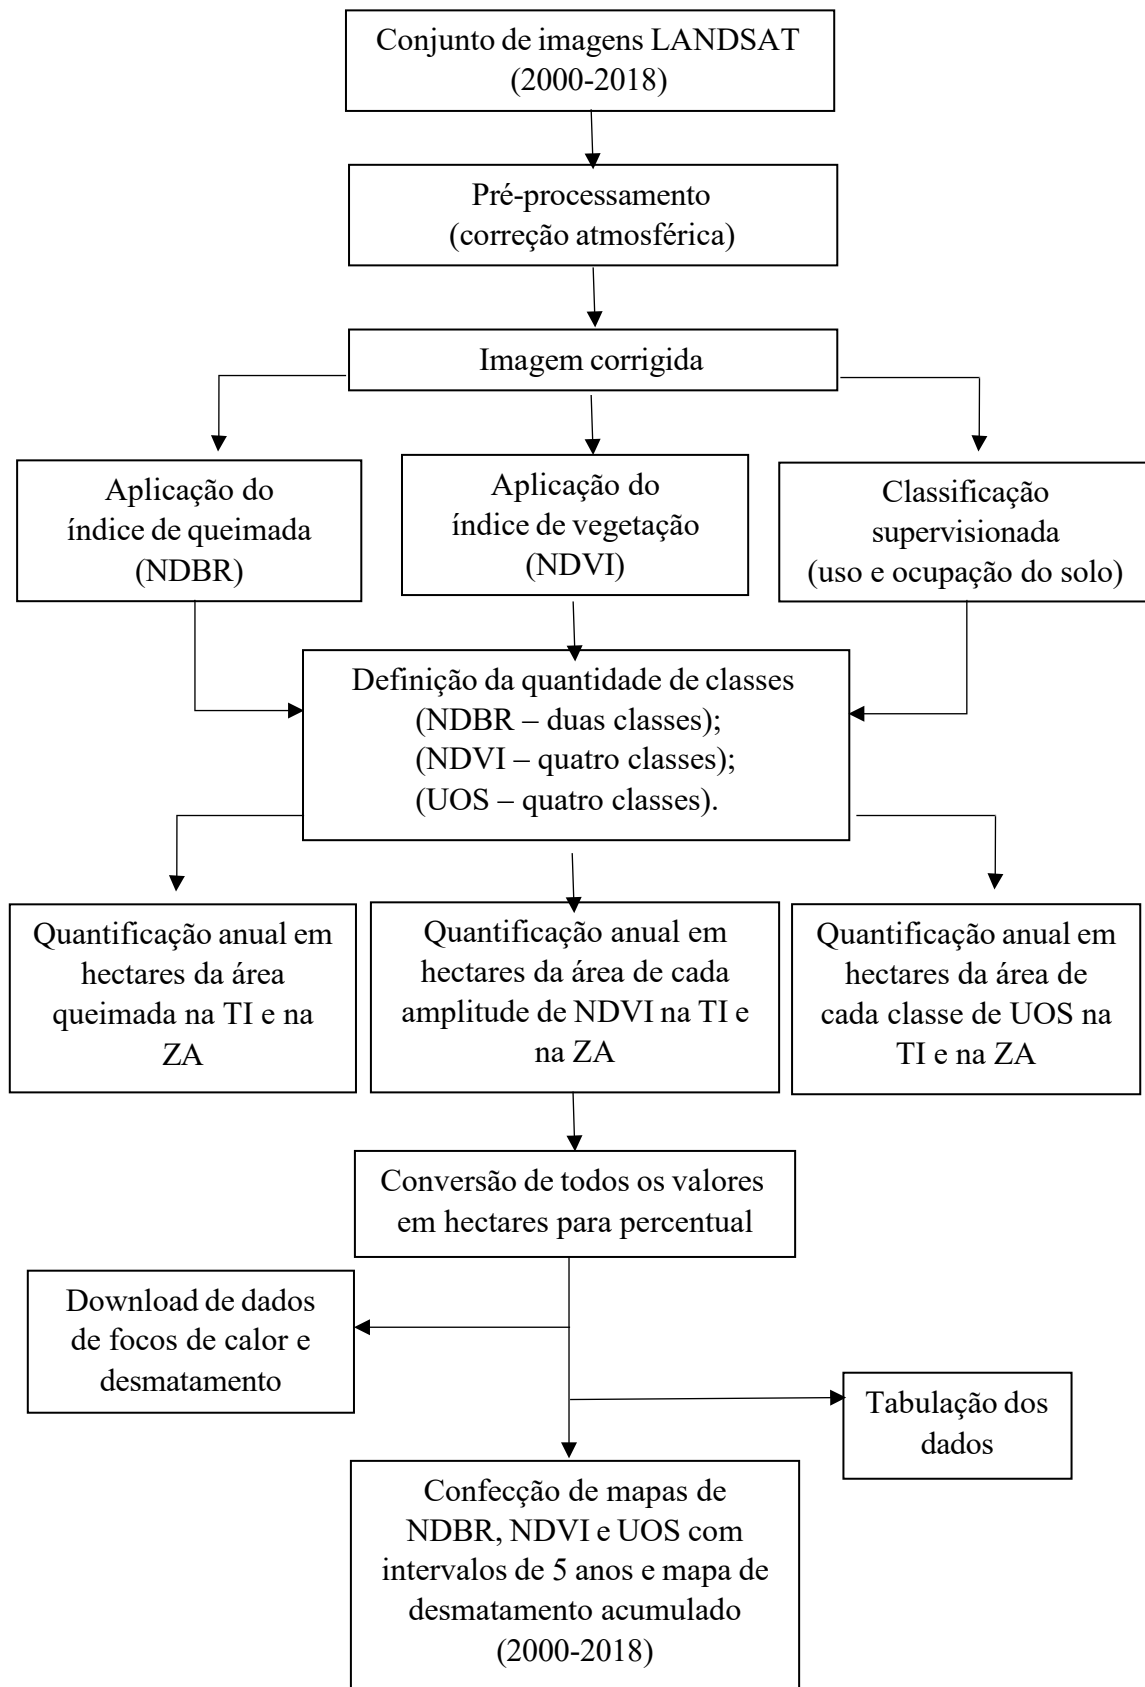 Conjunto de imagens LANDSAT
(2000-2018)
Pré-processamento
(correção atmosférica)
Imagem corrigida
Aplicação do
índice de queimada
(NDBR)
Aplicação do
índice de vegetação
(NDVI)
Classificação
supervisionada
(uso e ocupação do solo)
Definição da quantidade de classes
(NDBR – duas classes);
(NDVI – quatro classes);
(UOS – quatro classes).
Quantificação anual em
hectares da área
queimada na TI e na
ZA
Quantificação anual em
hectares da área de cada
amplitude de NDVI na TI e
na ZA
Quantificação anual em
hectares da área de
cada classe de UOS na
TI e na ZA
Conversão de todos os valores
em hectares para percentual
Download de dados
de focos de calor e
desmatamento
Tabulação dos
dados
Confecção de mapas de
NDBR, NDVI e UOS com
intervalos de 5 anos e mapa de
desmatamento acumulado
(2000-2018)